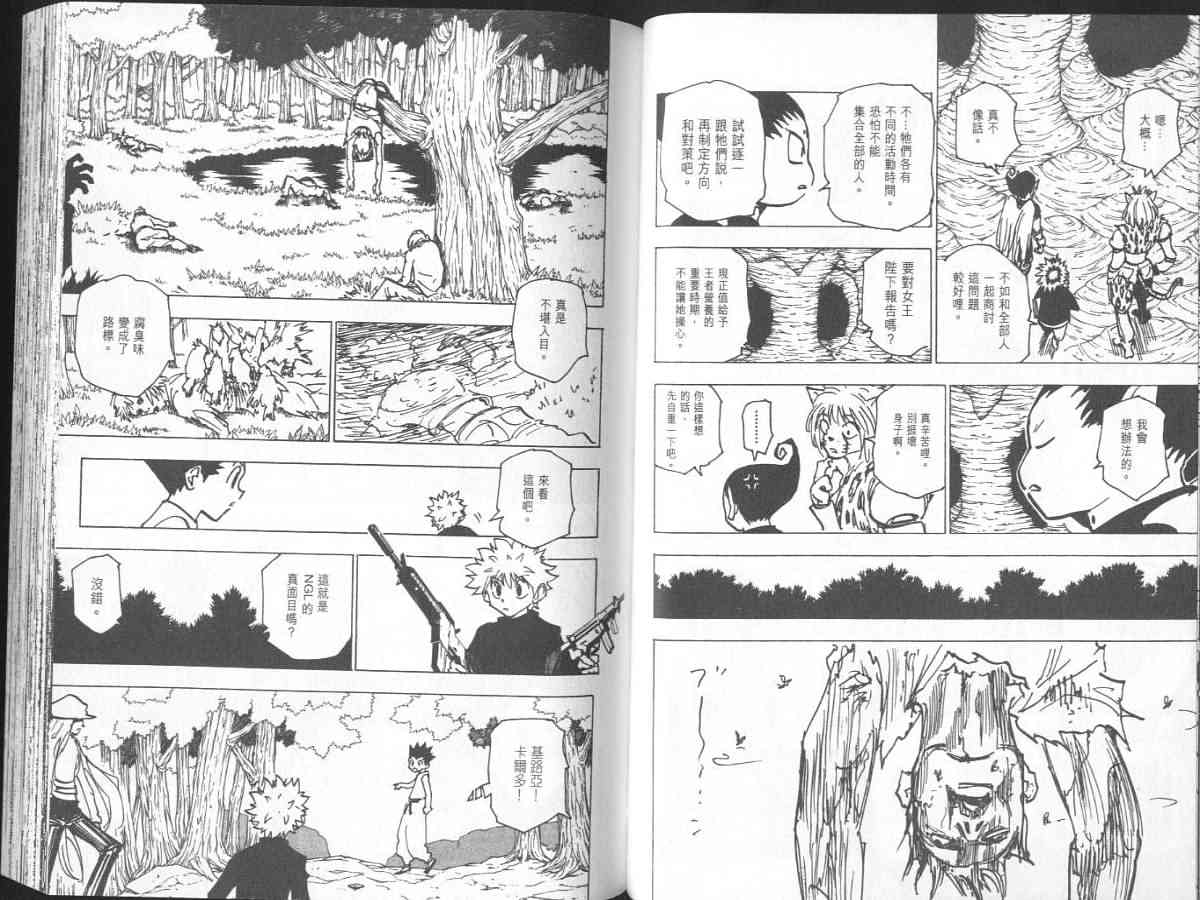 嗯…
大概…
真不
像話。
不如和全部人
一起商討
這問題
較好哩。
不…牠們各有
不同的活動時間。
恐怕不能
集合全部的人。
試試逐一
跟牠們說，
再制定方向
和對策吧。
要對女王
陛下報告嗎？
現正值給予
王者營養的
重要時期，
不能讓她操心。
我會
想辦法的。
真辛苦哩。
別損壞
身子啊。
………
你這樣想
的話，
先自重一下吧。
ブーン…
真是
不堪入目。
腐臭味
變成了
路標。
來看
這個吧。
這就是
NGL的
真面目嗎？
沒錯。
基路亞！
卡爾多！